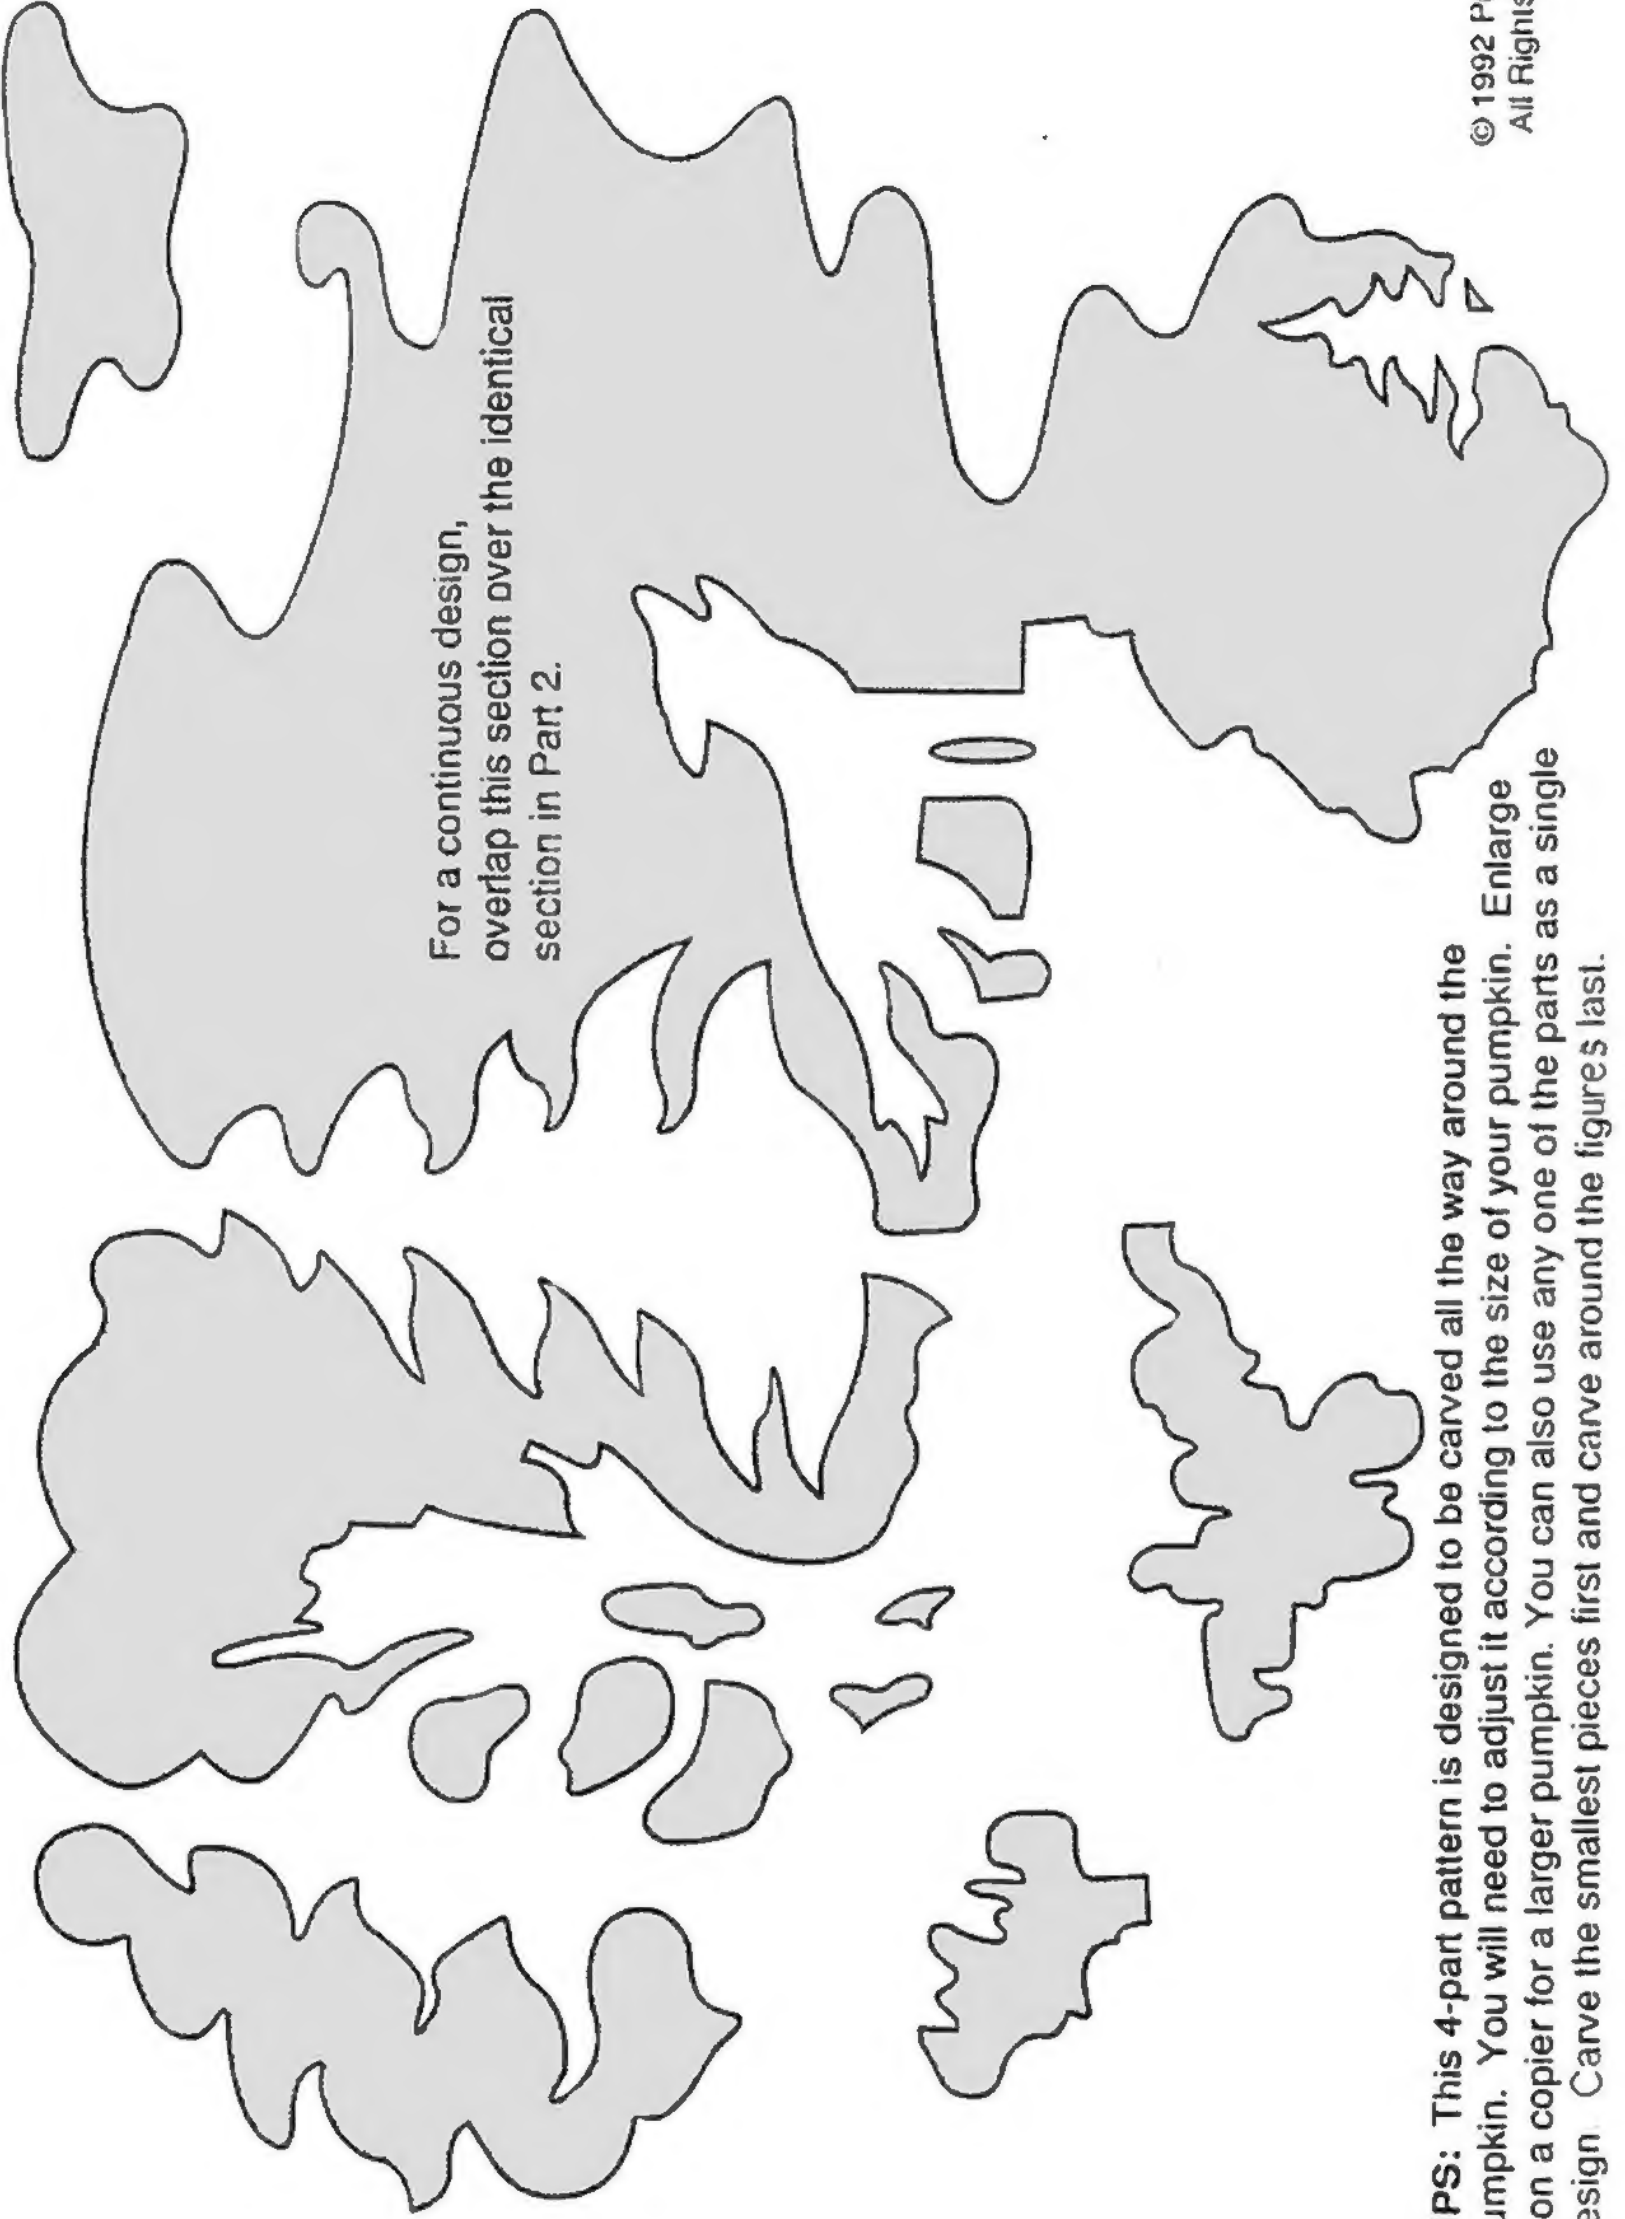 For a continuous design,
overlap this section over the identical
section in Part 2.
© 1992
All Rights
PS: This 4-part pattern is designed to be carved all the way around the
umpkin. You will need to adjust it according to the size of your pumpkin. Enlarge
on a copier for a larger pumpkin. You can also use any one of the parts as a single
esign. Carve the smallest pieces first and carve around the figures last.